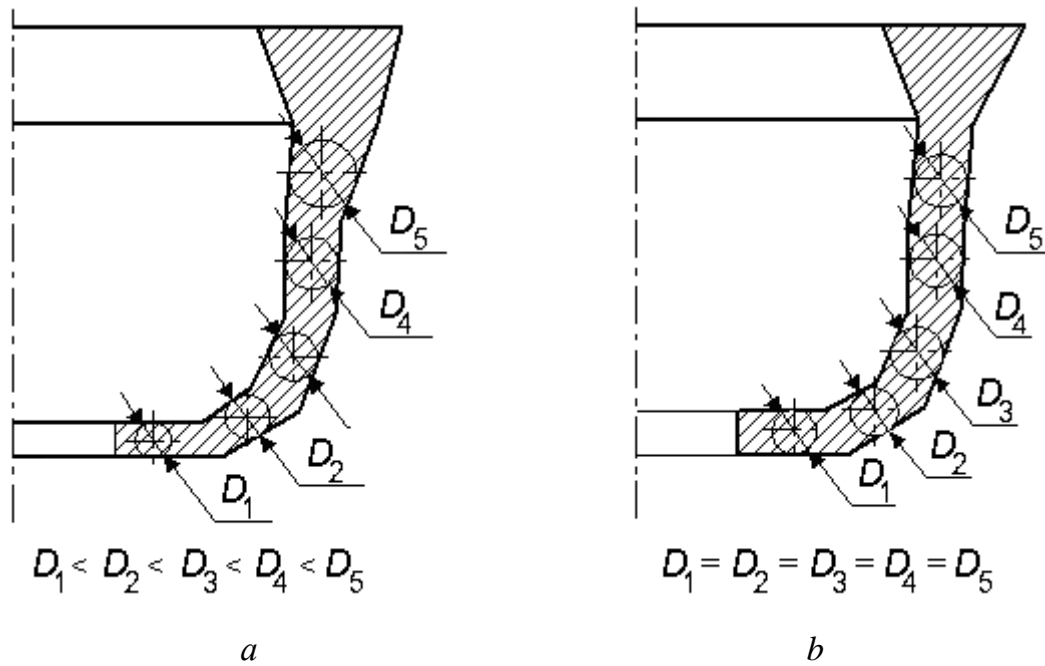 D₅
D₄
D₂
D₁
D₁ < D₂ < D₃ < D₄ < D₅
a
D₅
D₄
D₃
D₂
D₁
D₁ = D₂ = D₃ = D₄ = D₅
b